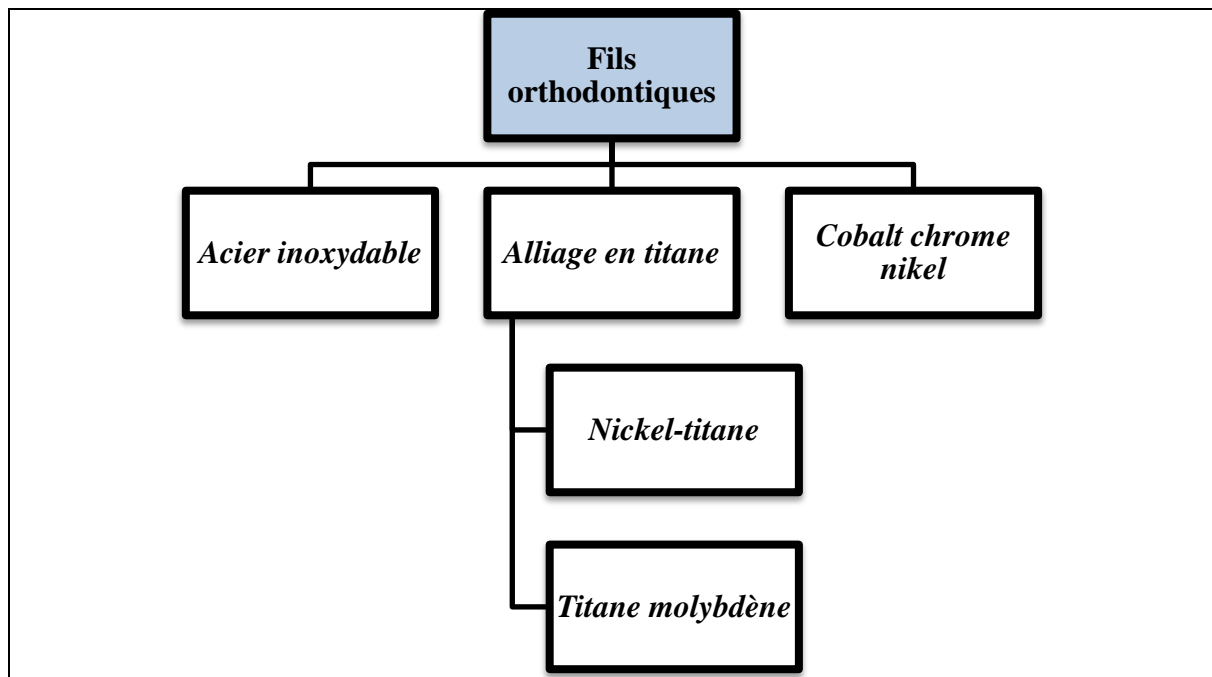 Fils
orthodontiques
Acier inoxydable
Alliage en titane
Cobalt chrome
nikel
Nickel-titane
Titane molybdène